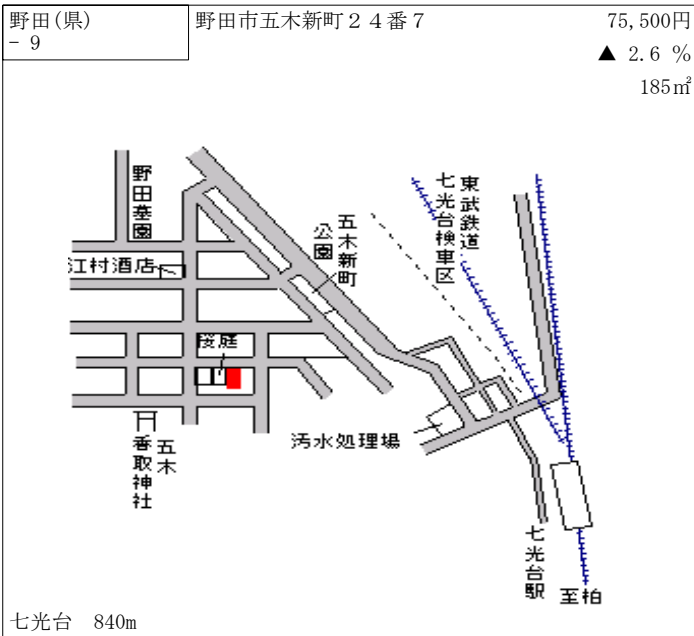 野田(県)
- 9
野田市五木新町２４番７
75,500円
▲ 2.6 %
185㎡
野田墓園
江村酒店
五木新町
公園
東武鉄道
七光台検車区
桜庭
五木
香取神社
汚水処理場
七光台駅
至柏
七光台 840m